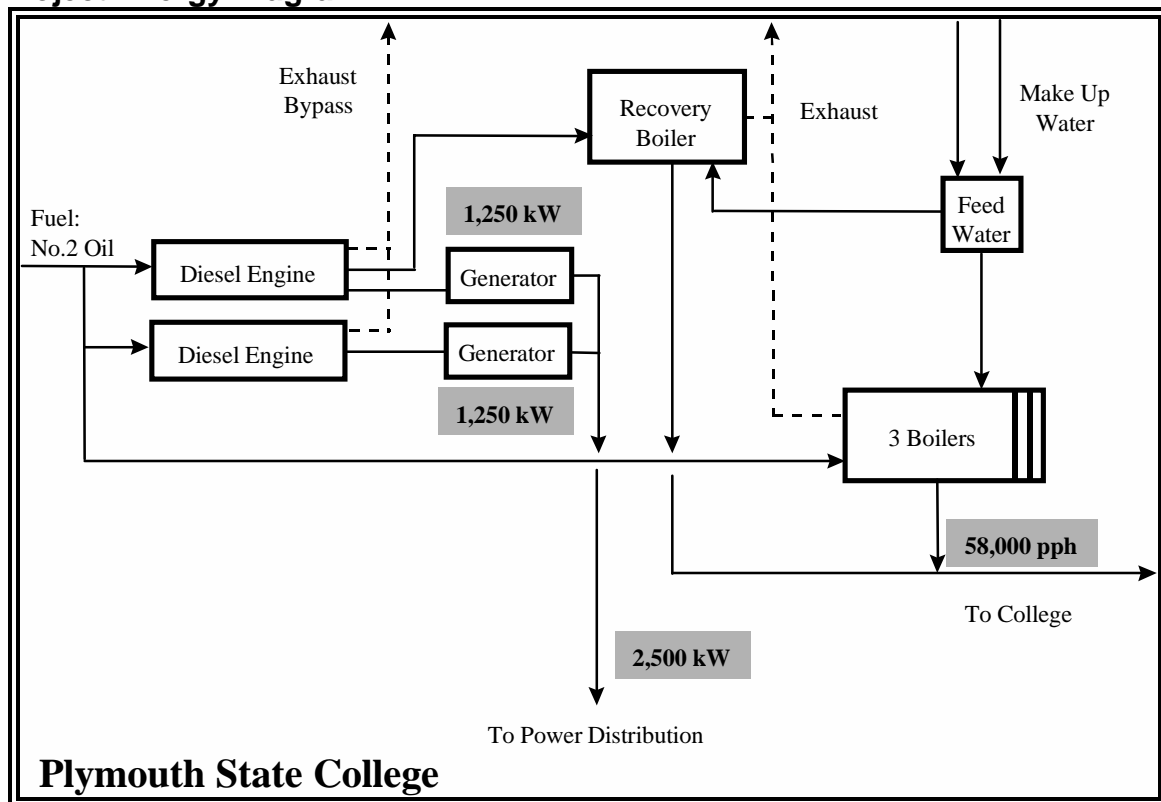 Exhaust
Bypass
Recovery
Boiler
Exhaust
Make Up
Water
Fuel:
No.2 Oil
1,250 kW
Feed
Water
Diesel Engine
Generator
Diesel Engine
Generator
1,250 kW
3 Boilers
58,000 pph
To College
2,500 kW
To Power Distribution
Plymouth State College